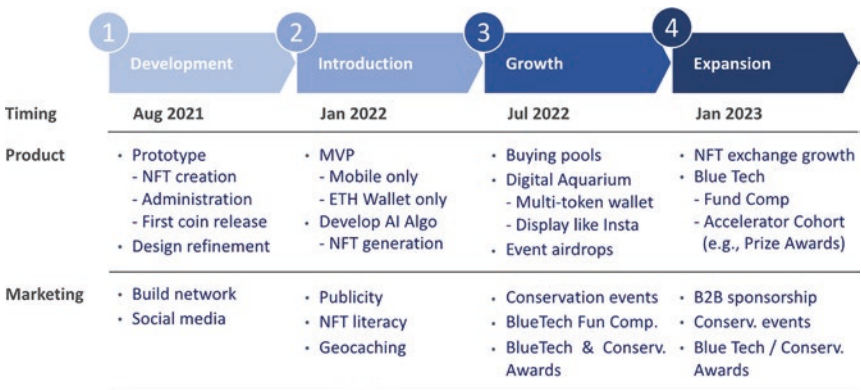 1 2 3 4
Development Introduction Growth Expansion
Timing Aug 2021 Jan 2022 Jul 2022 Jan 2023
Product
· Prototype
- NFT creation
- Administration
- First coin release
· Design refinement
· MVP
- Mobile only
- ETH Wallet only
· Develop AI Algo
- NFT generation
· Buying pools
· Digital Aquarium
- Multi-token wallet
- Display like Insta
· Event airdrops
· NFT exchange growth
· Blue Tech
- Fund Comp
- Accelerator Cohort
(e.g., Prize Awards)
Marketing
· Build network
· Social media
· Publicity
· NFT literacy
· Geocaching
· Conservation events
· BlueTech Fun Comp.
· BlueTech & Conserv.
Awards
· B2B sponsorship
· Conserv. events
· Blue Tech / Conserv.
Awards